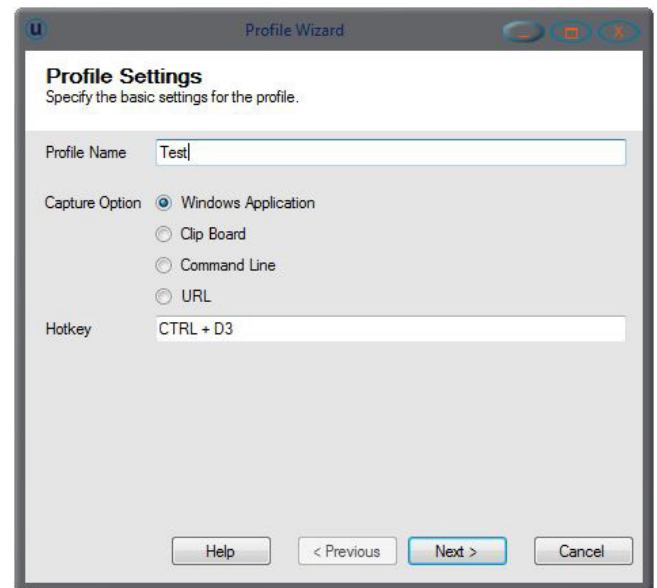 u Profile Wizard
Profile Settings
Specify the basic settings for the profile.
Profile Name Test
Capture Option Windows Application
Clip Board
Command Line
URL
Hotkey CTRL + D3
Help < Previous Next > Cancel